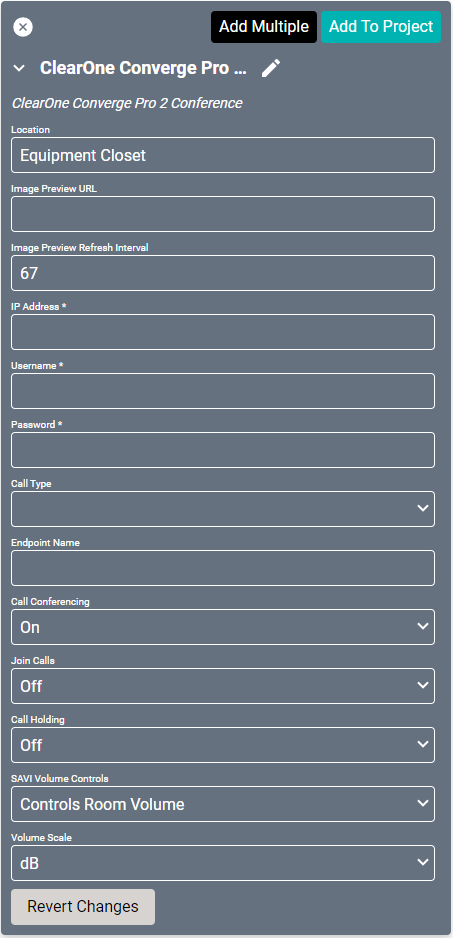 Add Multiple
Add To Project
ClearOne Converge Pro ...
ClearOne Converge Pro 2 Conference
Location
Equipment Closet
Image Preview URL
Image Preview Refresh Interval
67
IP Address *
Username *
Password *
Call Type
Endpoint Name
Call Conferencing
On
Join Calls
Off
Call Holding
Off
SAVI Volume Controls
Controls Room Volume
Volume Scale
dB
Revert Changes